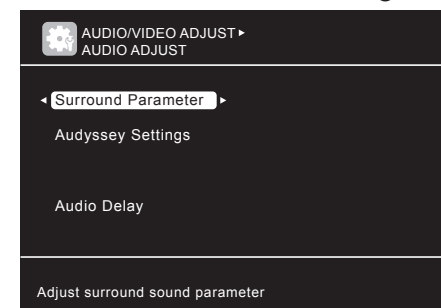 AUDIO/VIDEO ADJUST▸
AUDIO ADJUST
◂ Surround Parameter ▸
Audyssey Settings
Audio Delay
Adjust surround sound parameter